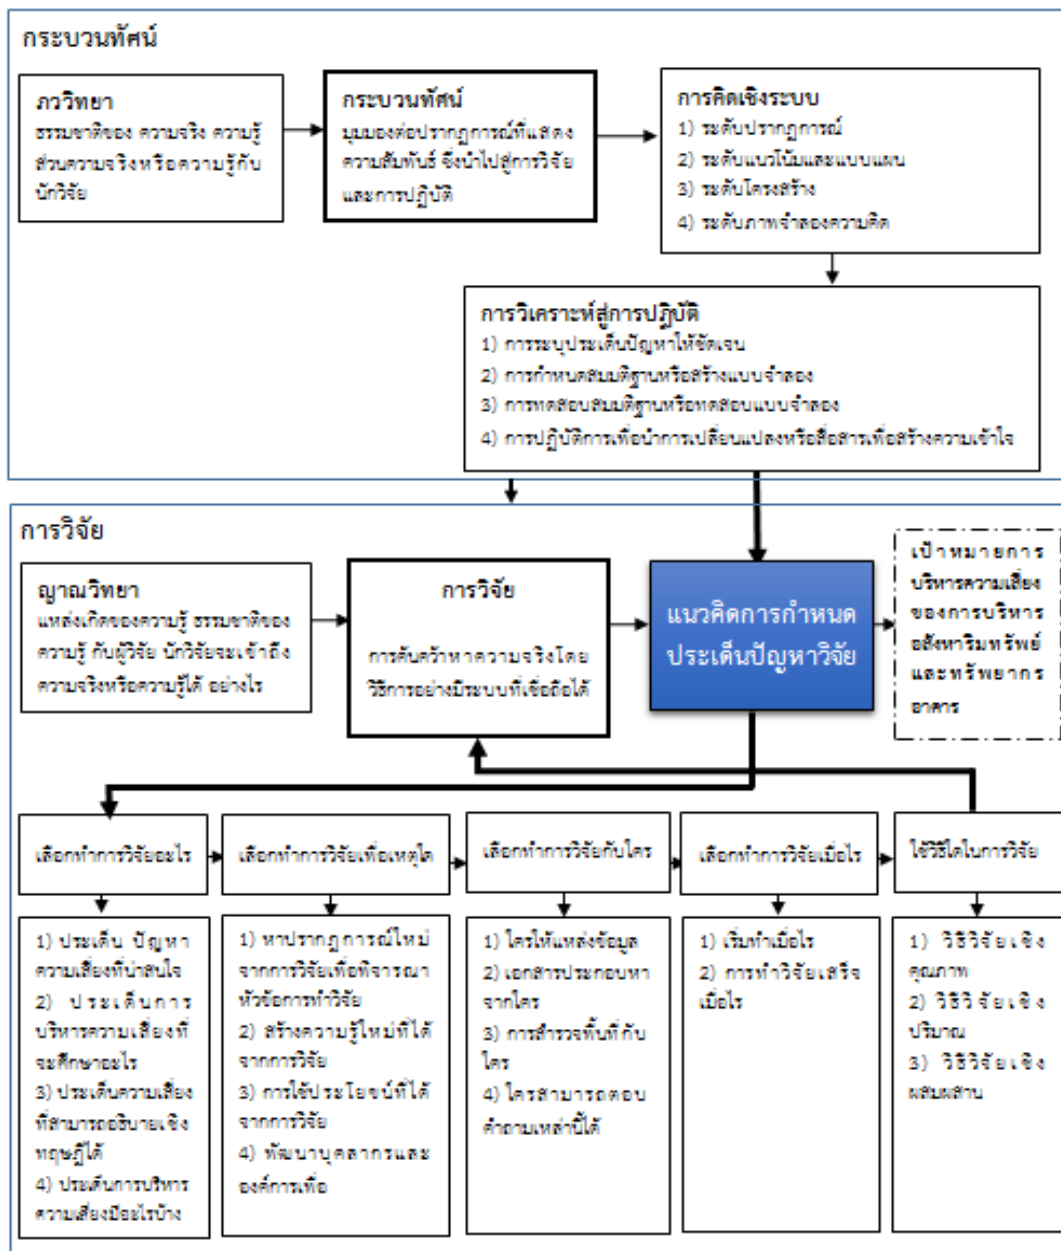 กระบวนทัศน์
ภววิทยา
ธรรมชาติของ ความจริง ความรู้
ส่วนความจริงหรือความรู้กับ
นักวิจัย
กระบวนทัศน์
มุมมองต่อปรากฏการณ์ที่แสดง
ความสัมพันธ์ ซึ่งนำไปสู่การวิจัย
และการปฏิบัติ
การคิดเชิงระบบ
1) ระดับปรากฏการณ์
2) ระดับแนวโน้มและแบบแผน
3) ระดับโครงสร้าง
4) ระดับภาพจำลองความคิด
การวิเคราะห์สู่การปฏิบัติ
1) การระบุประเด็นปัญหาให้ชัดเจน
2) การกำหนดสมมติฐานหรือสร้างแบบจำลอง
3) การทดสอบสมมติฐานหรือทดสอบแบบจำลอง
4) การปฏิบัติการเพื่อนำการเปลี่ยนแปลงหรือสื่อสารเพื่อสร้างความเข้าใจ
การวิจัย
ญาณวิทยา
แหล่งเกิดของความรู้ ธรรมชาติของ
ความรู้ กับผู้วิจัย นักวิจัยจะเข้าถึง
ความจริงหรือความรู้ได้ อย่างไร
การวิจัย
การค้นคว้าหาความจริงโดย
วิธีการอย่างมีระบบที่เชื่อถือได้
แนวคิดการกำหนด
ประเด็นปัญหาวิจัย
เป้าหมายการ
บริหารความเสี่ยง
ของการบริหาร
อสังหาริมทรัพย์
และทรัพยากร
อาคาร
เลือกทำการวิจัยอะไร
เลือกทำการวิจัยเพื่อเหตุใด
เลือกทำการวิจัยกับใคร
เลือกทำการวิจัยเมื่อไร
ใช้วิธีใดในการวิจัย
1) ประเด็น ปัญหา
ความเสี่ยงที่น่าสนใจ
2) ประเด็นการ
บริหารความเสี่ยงที่
จะศึกษาอะไร
3) ประเด็นความเสี่ยง
ที่สามารถอธิบายเชิง
ทฤษฎีได้
4) ประเด็นการบริหาร
ความเสี่ยงมีอะไรบ้าง
1) หาปรากฏการณ์ใหม่
จากการวิจัยเพื่อพิจารณา
หัวข้อการทำวิจัย
2) สร้างความรู้ใหม่ที่ได้
จากการวิจัย
3) การใช้ประโยชน์ที่ได้
จากการวิจัย
4) พัฒนาบุคลากรและ
องค์การเพื่อ
1) ใครให้แหล่งข้อมูล
2) เอกสารประกอบหา
จากใคร
3) การสำรวจพื้นที่กับ
ใคร
4) ใครสามารถตอบ
คำถามเหล่านี้ได้
1) เริ่มทำเมื่อไร
2) การทำวิจัยเสร็จ
เมื่อไร
1) วิธีวิจัยเชิง
คุณภาพ
2) วิธีวิจัยเชิง
ปริมาณ
3) วิธีวิจัยเชิง
ผสมผสาน